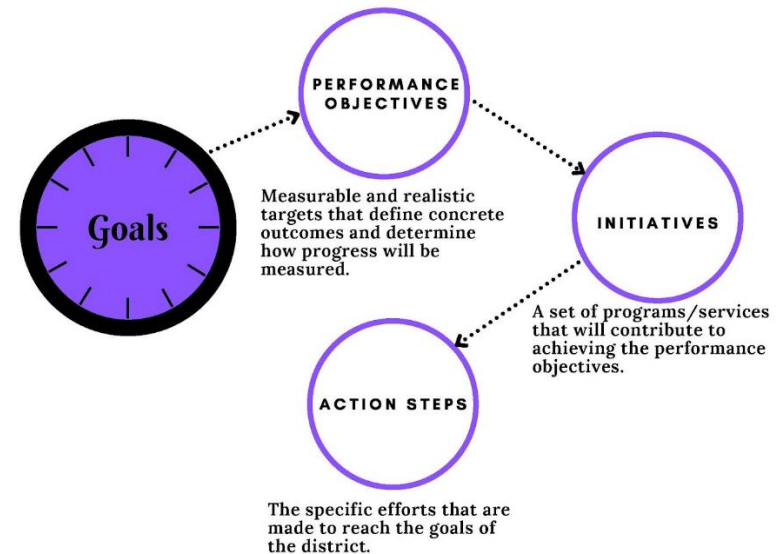 Goals
PERFORMANCE
OBJECTIVES
Measurable and realistic
targets that define concrete
outcomes and determine
how progress will be
measured.
INITIATIVES
A set of programs/services
that will contribute to
achieving the performance
objectives.
ACTION STEPS
The specific efforts that are
made to reach the goals of
the district.